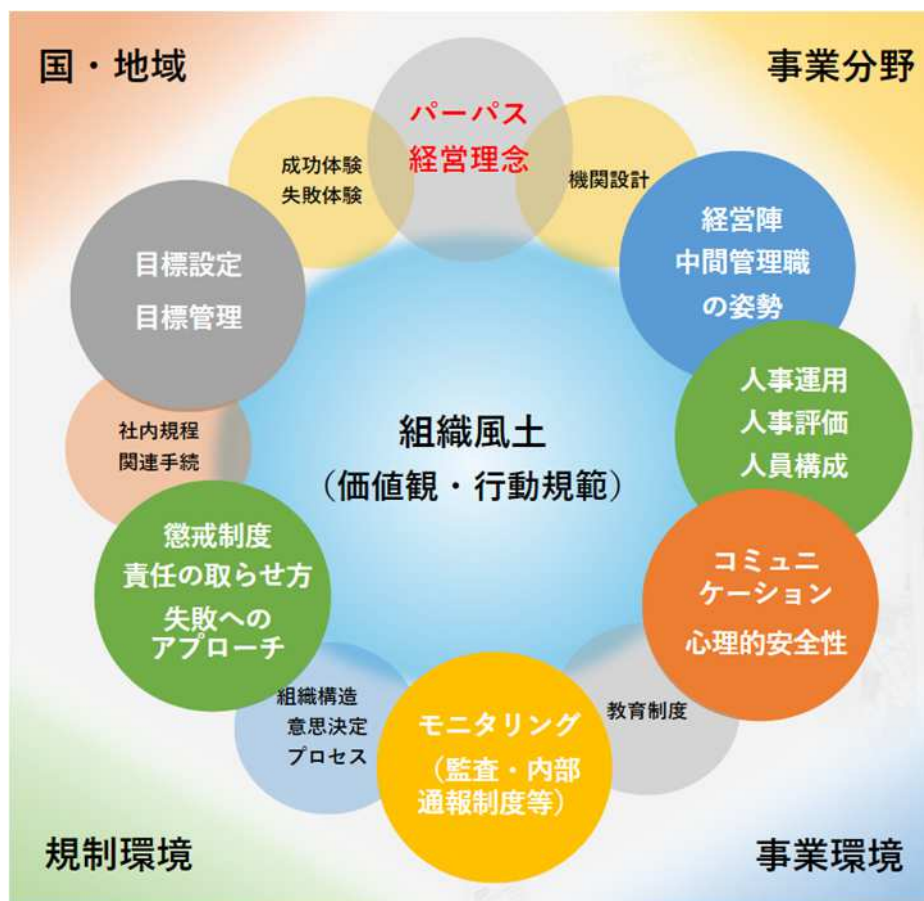 国・地域
事業分野
パーパス
経営理念
成功体験
失敗体験
機関設計
経営陣
中間管理職
の姿勢
目標設定
目標管理
人事運用
人事評価
人員構成
社内規程
関連手続
組織風土
（価値観・行動規範）
懲戒制度
責任の取らせ方
失敗への
アプローチ
コミュニ
ケーション
心理的安全性
組織構造
意思決定
プロセス
モニタリング
（監査・内部
通報制度等）
教育制度
規制環境
事業環境